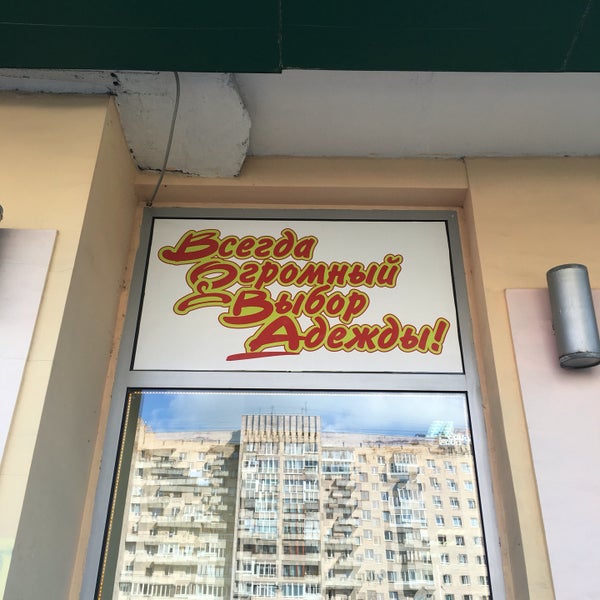 Всегда
Огромный
Выбор
Одежды!